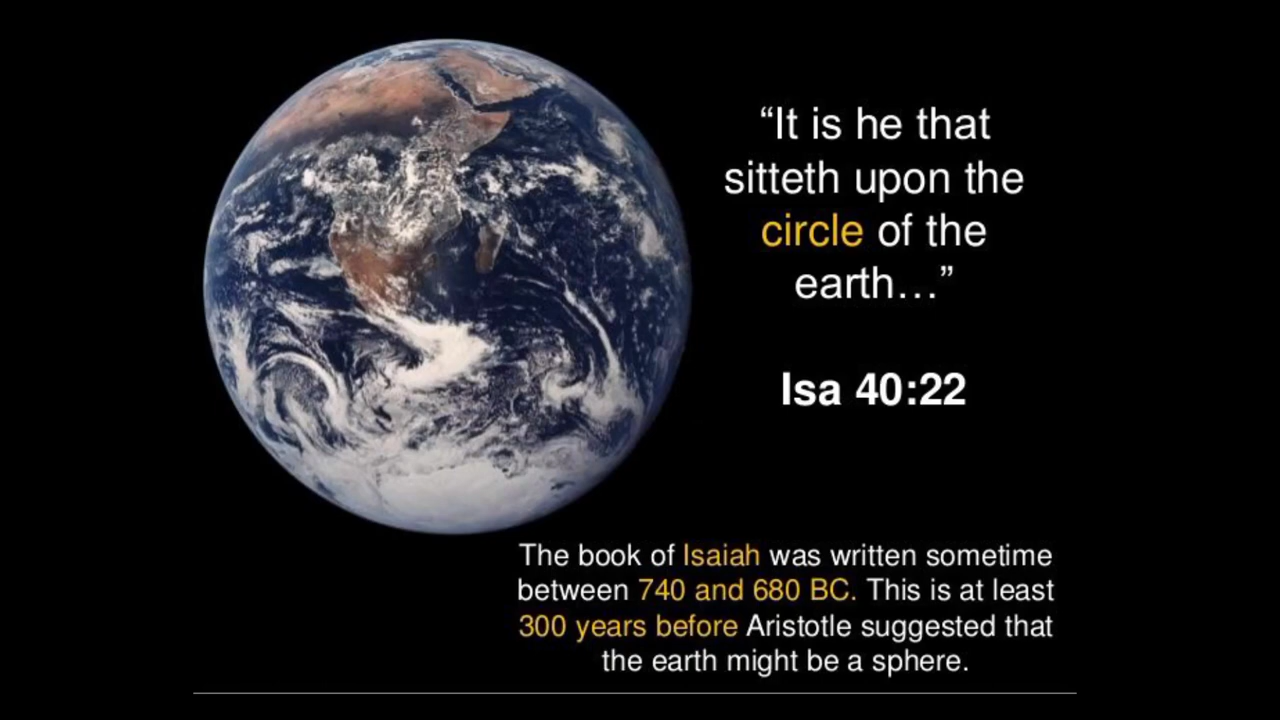 “It is he that
sitteth upon the
circle of the
earth…”
Isa 40:22
The book of Isaiah was written sometime
between 740 and 680 BC. This is at least
300 years before Aristotle suggested that
the earth might be a sphere.